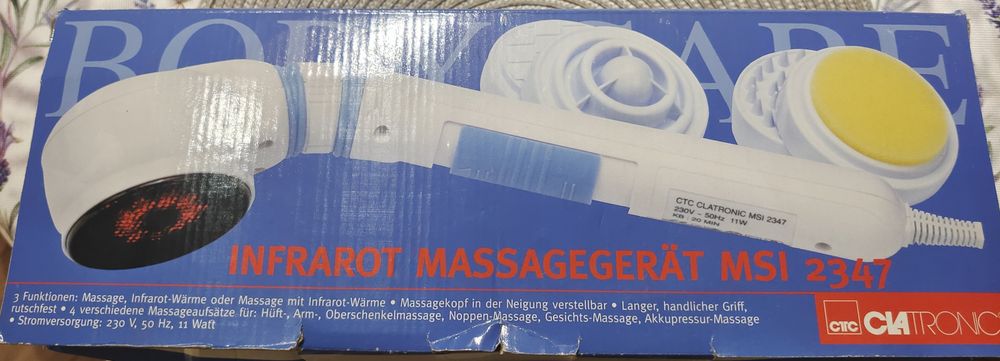 BODY CARE
CTC CLATRONIC MSI 2347
230V - 50Hz 11W
KB : 20 MIN
INFRAROT MASSAGEGERÄT MSI 2347
3 Funktionen: Massage, Infrarot-Wärme oder Massage mit Infrarot-Wärme • Massagekopf in der Neigung verstellbar • Langer, handlicher Griff,
rutschfest • 4 verschiedene Massageaufsätze für: Hüft-, Arm-, Oberschenkelmassage, Noppen-Massage, Gesichts-Massage, Akkupressur-Massage
• Stromversorgung: 230 V, 50 Hz, 11 Watt
CTC CLATRONIC